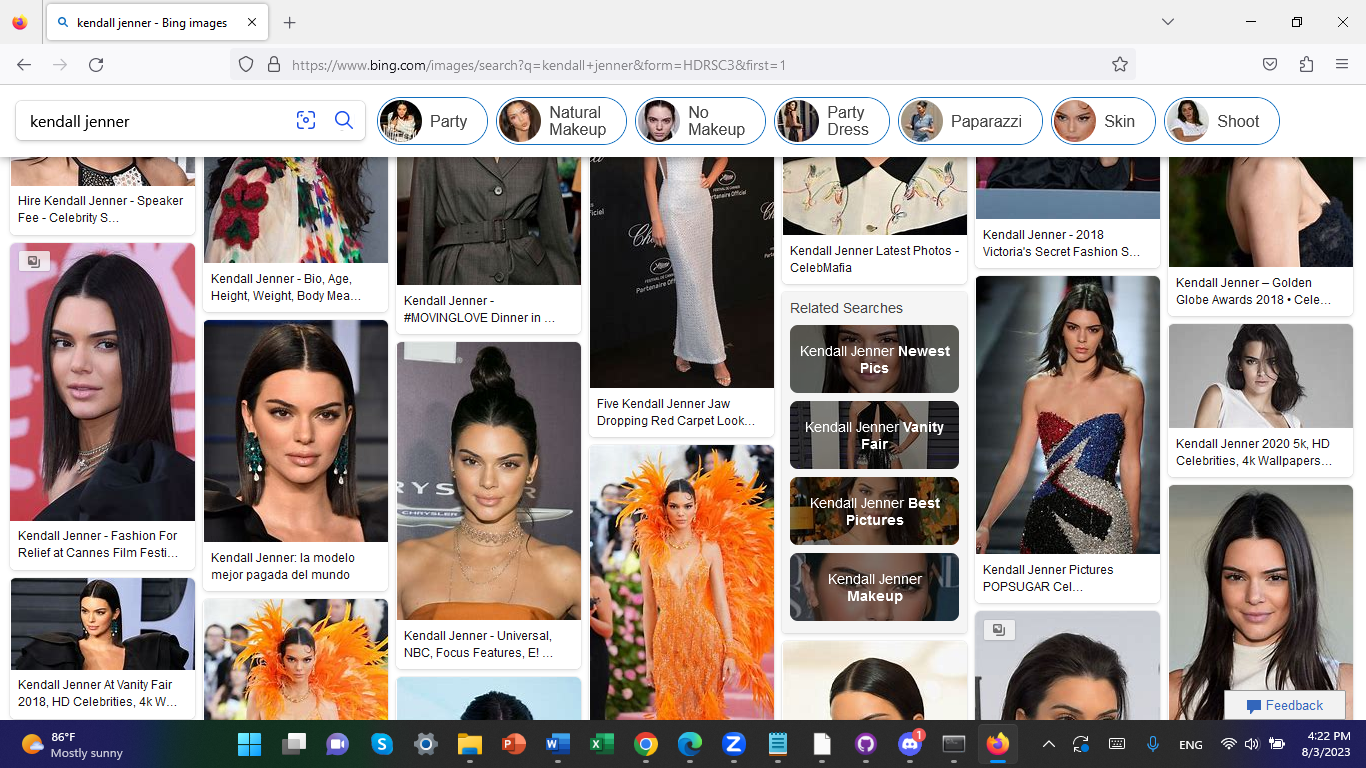 kendall jenner - Bing images
https://www.bing.com/images/search?q=kendall+jenner&form=HDRSC3&first=1
kendall jenner
Party
Natural
Makeup
No
Makeup
Party
Dress
Paparazzi
Skin
Shoot
Hire Kendall Jenner - Speaker
Fee - Celebrity S...
Kendall Jenner - Fashion For
Relief at Cannes Film Festi...
Kendall Jenner At Vanity Fair
2018, HD Celebrities, 4k W...
Kendall Jenner - Bio, Age,
Height, Weight, Body Mea...
Kendall Jenner: la modelo
mejor pagada del mundo
Kendall Jenner -
#MOVINGLOVE Dinner in ...
CHRYSLER
Kendall Jenner - Universal,
NBC, Focus Features, E! ...
FESTIVAL DE CANNES
Partenaire Officiel
Five Kendall Jenner Jaw
Dropping Red Carpet Look...
Kendall Jenner Latest Photos -
CelebMafia
Related Searches
Kendall Jenner Newest
Pics
Kendall Jenner Vanity
Fair
Kendall Jenner Best
Pictures
Kendall Jenner
Makeup
Kendall Jenner - 2018
Victoria's Secret Fashion S...
Kendall Jenner Pictures
POPSUGAR Cel...
Kendall Jenner – Golden
Globe Awards 2018 • Cele...
Kendall Jenner 2020 5k, HD
Celebrities, 4k Wallpapers...
Feedback
86°F
Mostly sunny
1
ENG
4:22 PM
8/3/2023